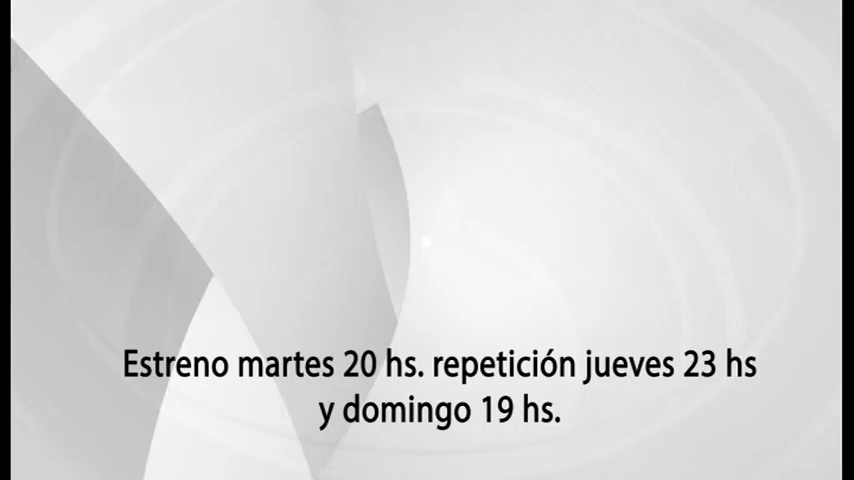 Estreno martes 20 hs. repetición jueves 23 hs
y domingo 19 hs.